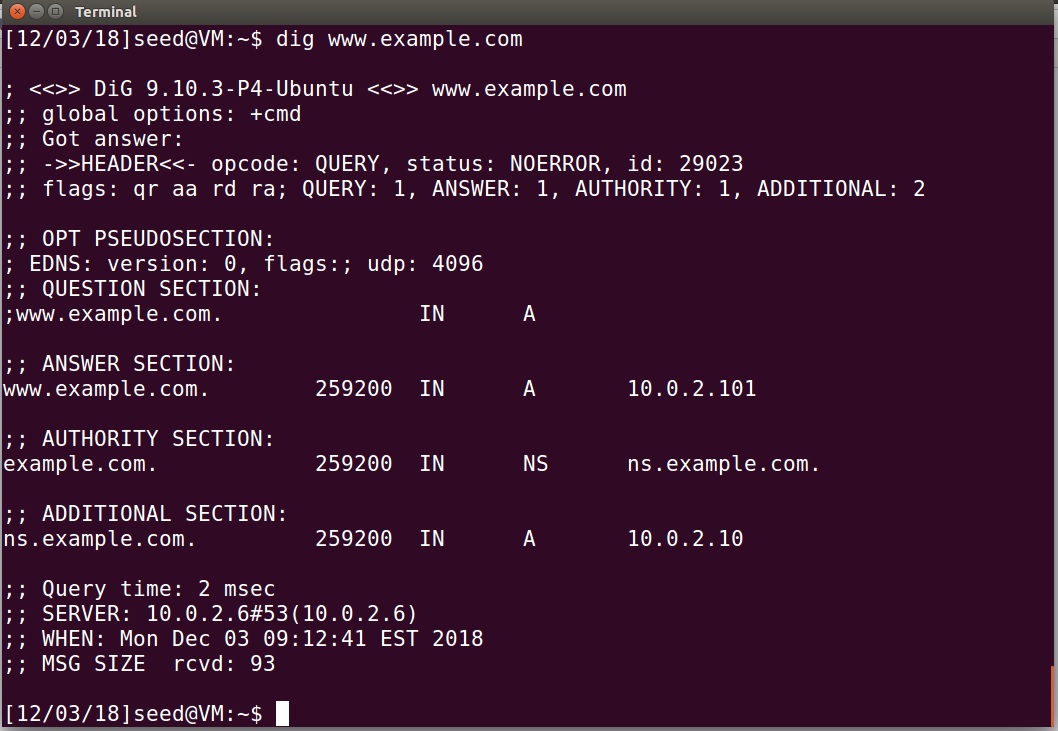 Terminal
[12/03/18]seed@VM:~$ dig www.example.com
; <<>> DiG 9.10.3-P4-Ubuntu <<>> www.example.com
;; global options: +cmd
;; Got answer:
;; ->>HEADER<<- opcode: QUERY, status: NOERROR, id: 29023
;; flags: qr aa rd ra; QUERY: 1, ANSWER: 1, AUTHORITY: 1, ADDITIONAL: 2
;; OPT PSEUDOSECTION:
; EDNS: version: 0, flags:; udp: 4096
;; QUESTION SECTION:
;www.example.com. IN A
;; ANSWER SECTION:
www.example.com. 259200 IN A 10.0.2.101
;; AUTHORITY SECTION:
example.com. 259200 IN NS ns.example.com.
;; ADDITIONAL SECTION:
ns.example.com. 259200 IN A 10.0.2.10
;; Query time: 2 msec
;; SERVER: 10.0.2.6#53(10.0.2.6)
;; WHEN: Mon Dec 03 09:12:41 EST 2018
;; MSG SIZE  rcvd: 93
[12/03/18]seed@VM:~$